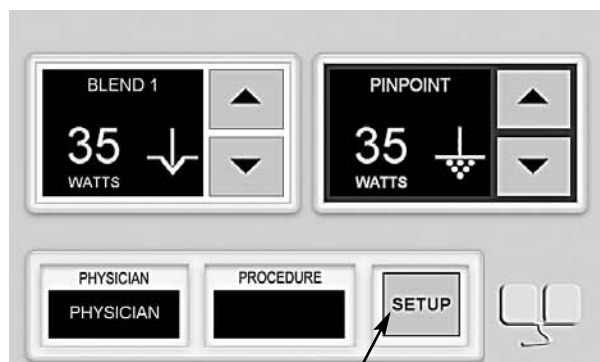 BLEND 1
35
WATTS
PINPOINT
35
WATTS
PHYSICIAN
PHYSICIAN
PROCEDURE
SETUP